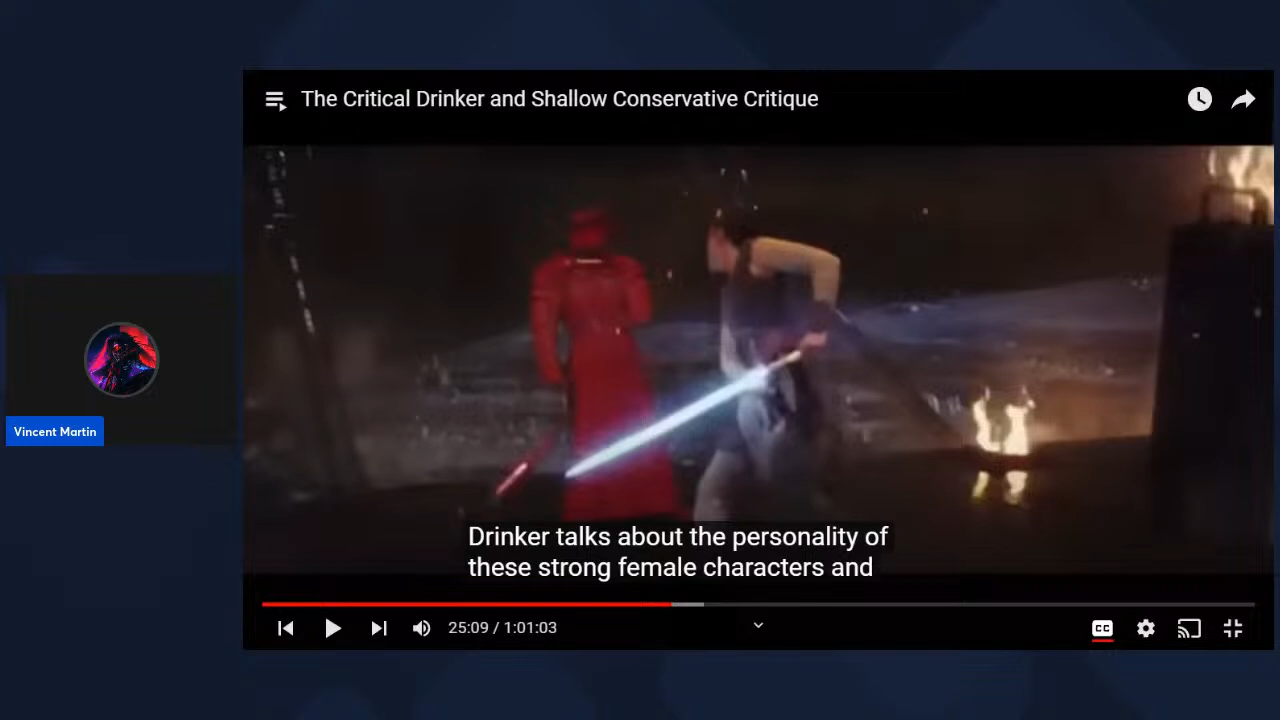 The Critical Drinker and Shallow Conservative Critique
Vincent Martin
Drinker talks about the personality of
these strong female characters and
25:09 / 1:01:03
CC